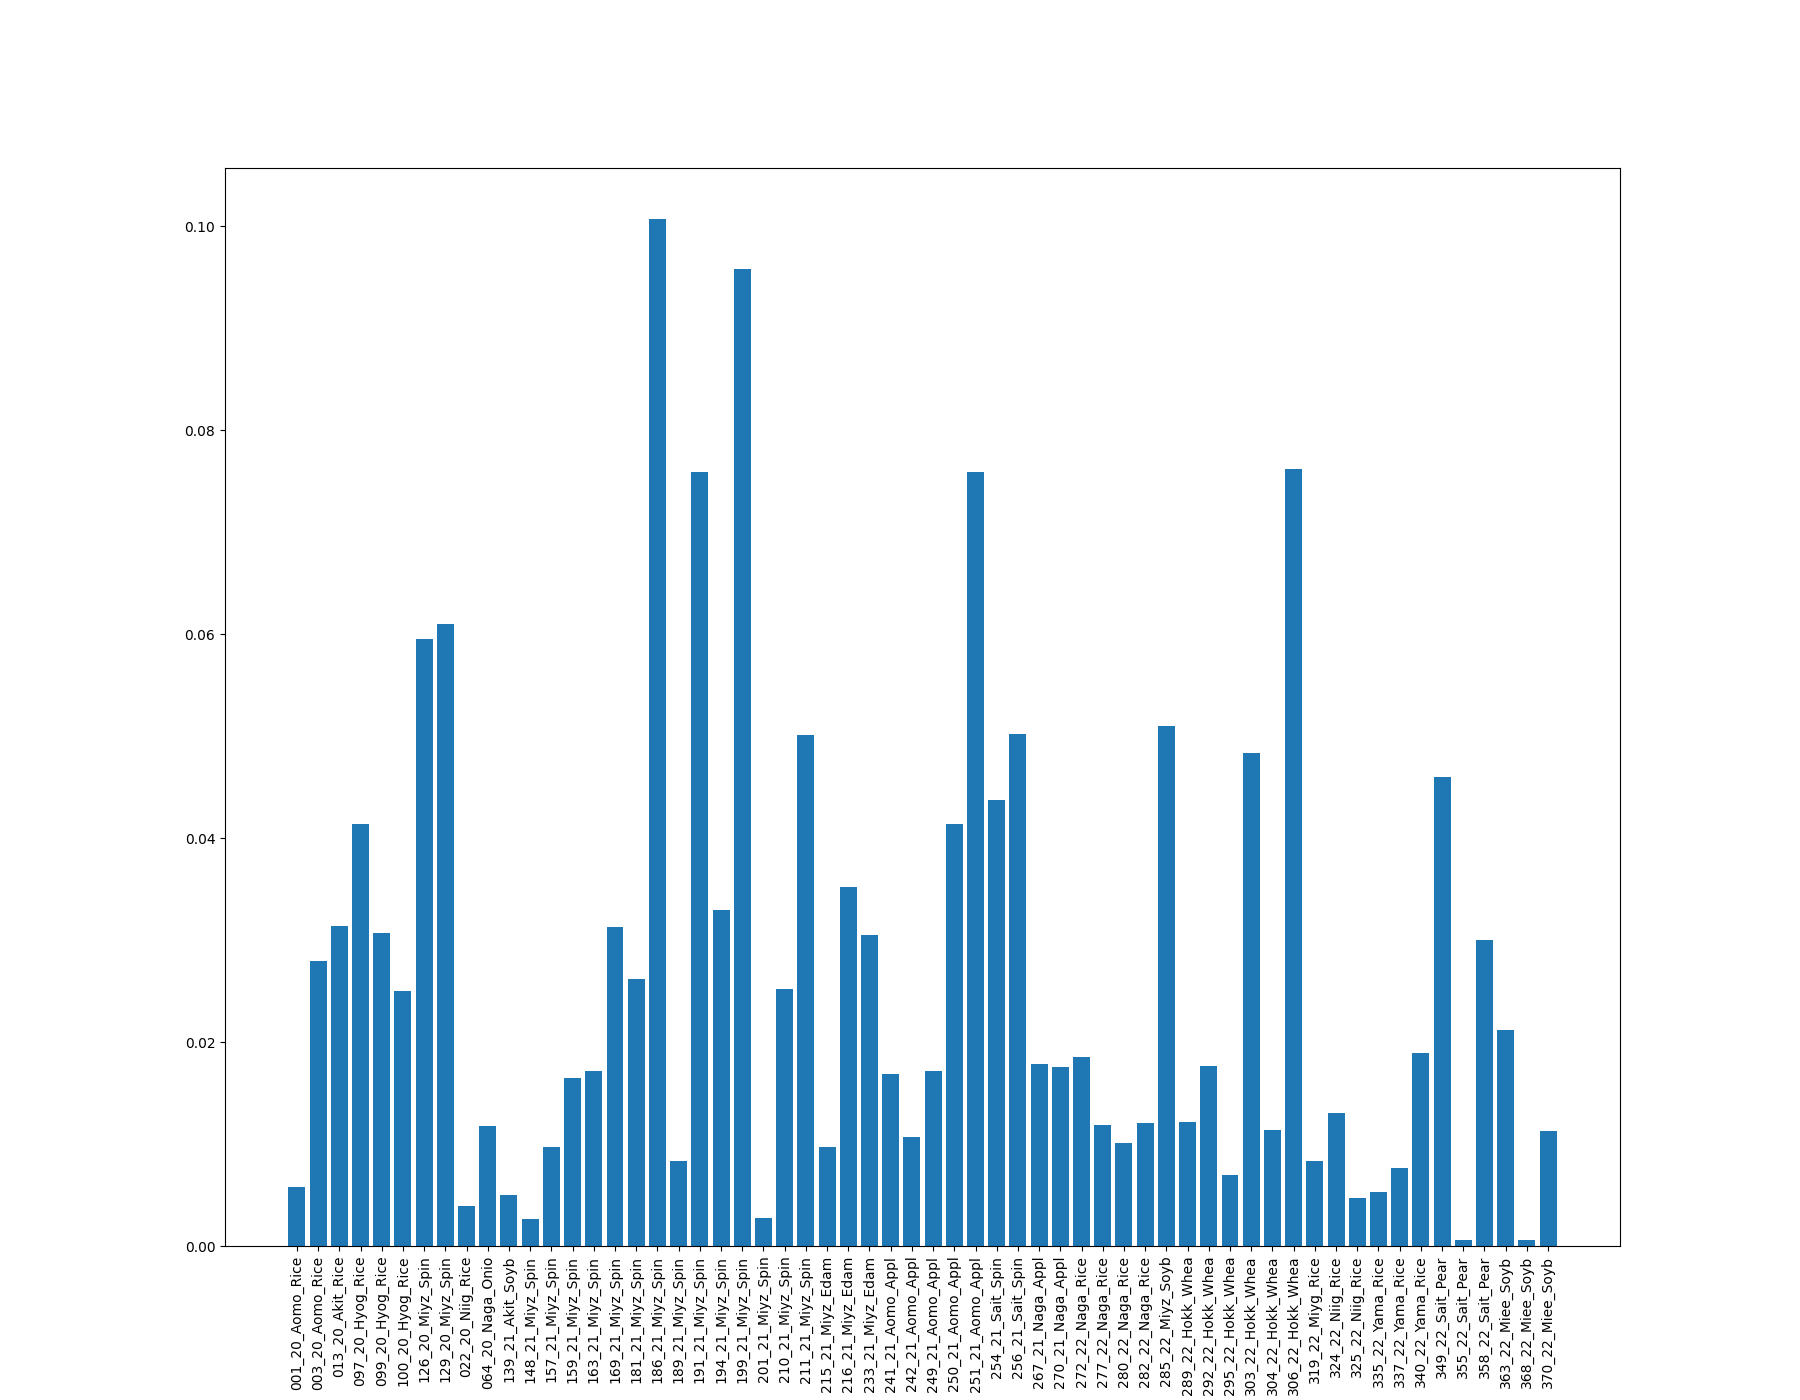 0.10
0.08
0.06
0.04
0.02
0.00
001_20_Aomo_Rice
003_20_Aomo_Rice
013_20_Akit_Rice
097_20_Hyog_Rice
099_20_Hyog_Rice
100_20_Hyog_Rice
126_20_Miyz_Spin
129_20_Miyz_Spin
022_20_Niig_Rice
064_20_Naga_Onio
139_21_Akit_Soyb
148_21_Miyz_Spin
157_21_Miyz_Spin
159_21_Miyz_Spin
163_21_Miyz_Spin
169_21_Miyz_Spin
181_21_Miyz_Spin
186_21_Miyz_Spin
189_21_Miyz_Spin
191_21_Miyz_Spin
194_21_Miyz_Spin
199_21_Miyz_Spin
201_21_Miyz_Spin
210_21_Miyz_Spin
211_21_Miyz_Spin
215_21_Miyz_Edam
216_21_Miyz_Edam
233_21_Miyz_Edam
241_21_Aomo_Appl
242_21_Aomo_Appl
249_21_Aomo_Appl
250_21_Aomo_Appl
251_21_Aomo_Appl
254_21_Sait_Spin
256_21_Sait_Spin
267_21_Naga_Appl
270_21_Naga_Appl
272_22_Naga_Rice
277_22_Naga_Rice
280_22_Naga_Rice
282_22_Naga_Rice
285_22_Miyz_Soyb
289_22_Hokk_Whea
292_22_Hokk_Whea
295_22_Hokk_Whea
303_22_Hokk_Whea
304_22_Hokk_Whea
306_22_Hokk_Whea
319_22_Miyg_Rice
324_22_Niig_Rice
325_22_Niig_Rice
335_22_Yama_Rice
337_22_Yama_Rice
340_22_Yama_Rice
349_22_Sait_Pear
355_22_Sait_Pear
358_22_Sait_Pear
363_22_Miee_Soyb
368_22_Miee_Soyb
370_22_Miee_Soyb